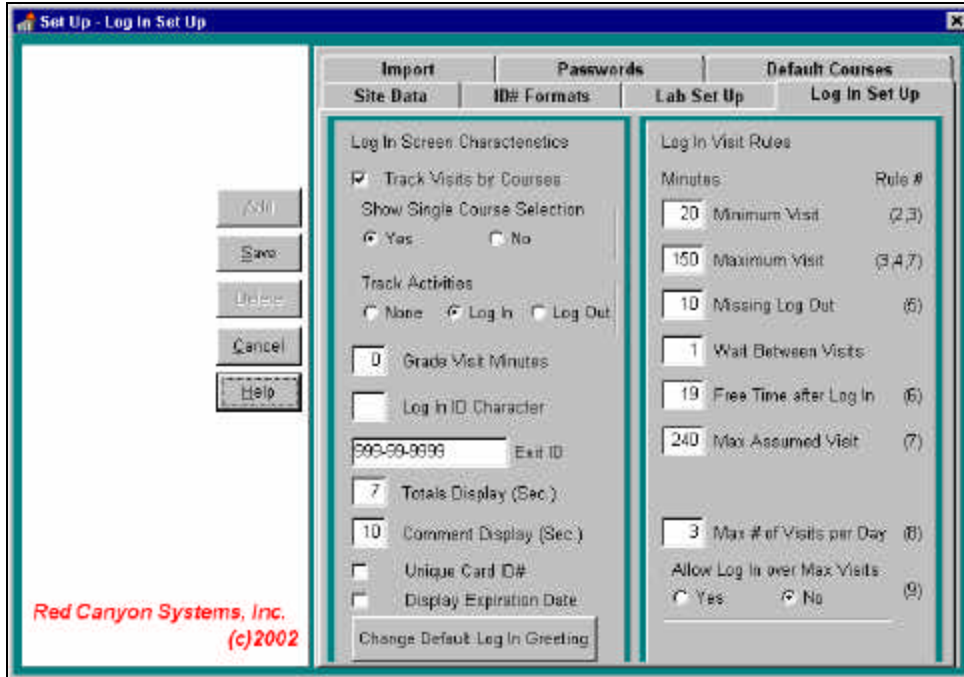 Set Up - Log In Set Up
Import Passwords Default Courses
Site Data ID# Formats Lab Set Up Log In Set Up
Add
Save
Delete
Cancel
Help
Red Canyon Systems, Inc.
(c)2002
Log In Screen Characteristics
Track Visits by Courses
Show Single Course Selection
Yes No
Track Activities
None Log In Log Out
0 Grade Visit Minutes
Log In ID Character
999-99-9999 Exit ID
7 Totals Display (Sec.)
10 Comment Display (Sec.)
Unique Card ID#
Display Expiration Date
Change Default Log In Greeting
Log In Visit Rules
Minutes Rule #
20 Minimum Visit (2,3)
150 Maximum Visit (3,4,7)
10 Missing Log Out (5)
1 Wait Between Visits
19 Free Time after Log In (6)
240 Max Assumed Visit (7)
3 Max # of Visits per Day (8)
Allow Log In over Max Visits
Yes No (9)